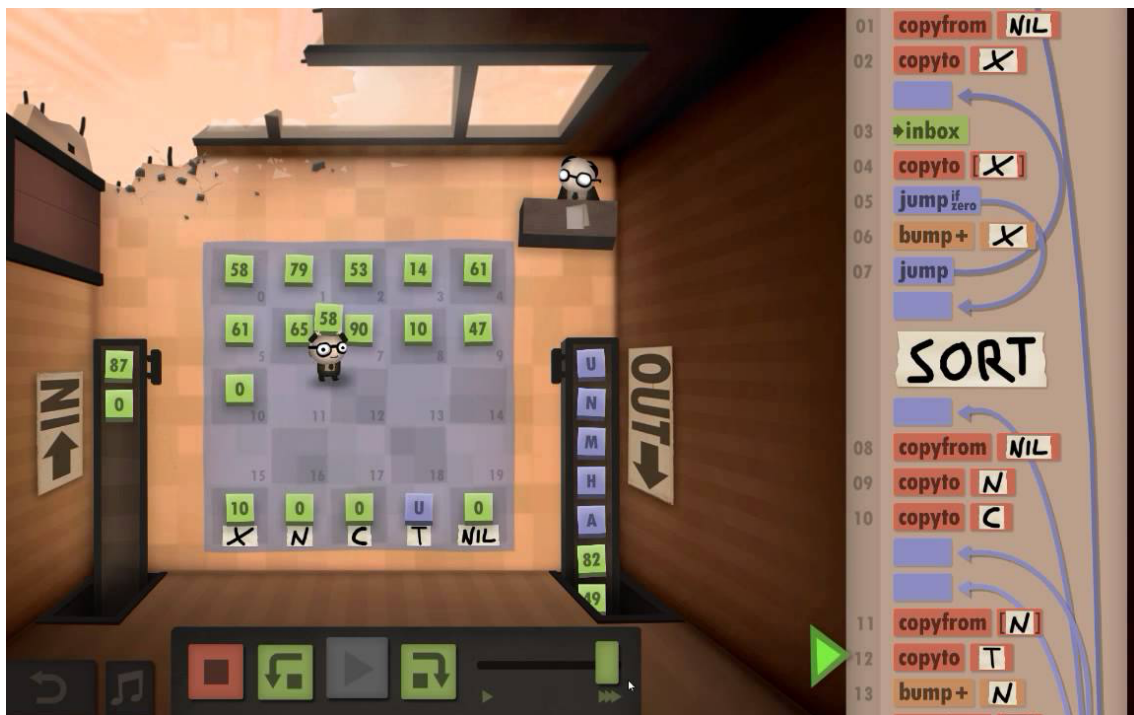 58 79 53 14 61
0 1 2 3 4
61 65 58 90 10 47
5 7 8 9
0
10 11 12 13 14
15 16 17 18 19
10 0 0 U 0
X N C T NIL
87
0
IN
U
N
M
H
A
82
49
OUT
01 copyfrom NIL
02 copyto X
03 inbox
04 copyto [X]
05 jump if zero
06 bump+ X
07 jump
SORT
08 copyfrom NIL
09 copyto N
10 copyto C
11 copyfrom [N]
12 copyto T
13 bump+ N